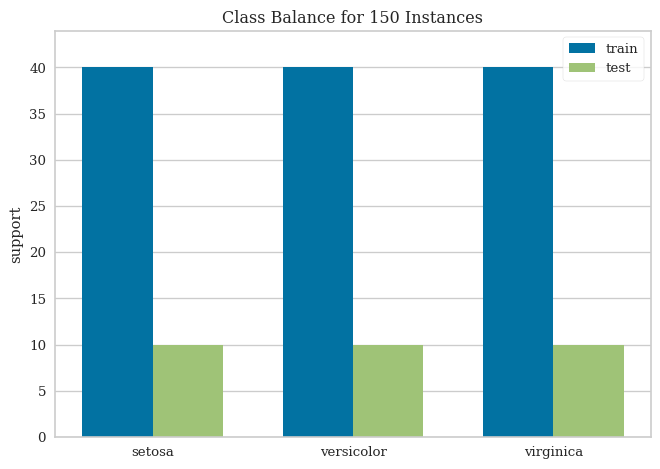 Class Balance for 150 Instances
train
test
support
40
35
30
25
20
15
10
5
0
setosa
versicolor
virginica